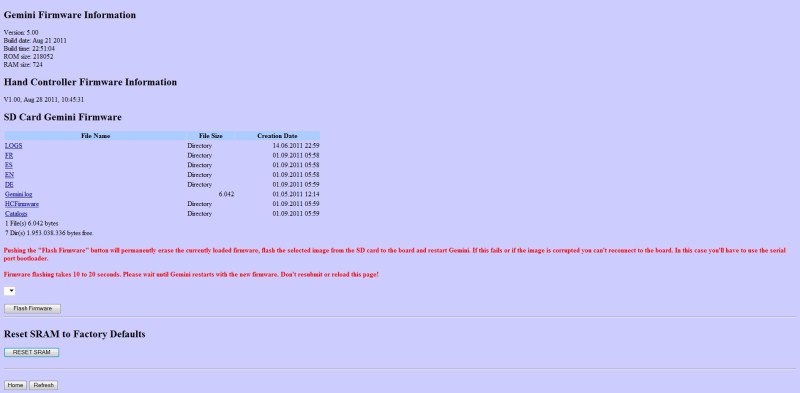 Gemini Firmware Information
Version: 5.00
Build date: Aug 21 2011
Build time: 22:51:04
ROM size: 218052
RAM size: 724
Hand Controller Firmware Information
V1.00, Aug 28 2011, 10:45:31
SD Card Gemini Firmware
File Name File Size Creation Date
LOGS Directory 14.06.2011 22:59
FR Directory 01.09.2011 05:58
ES Directory 01.09.2011 05:58
EN Directory 01.09.2011 05:58
DE Directory 01.09.2011 05:59
Gemini.log 6.042 01.05.2011 12:14
HCFirmware Directory 01.09.2011 05:59
Catalogs Directory 01.09.2011 05:59
1 File(s) 6.042 bytes
7 Dir(s) 1.953.038.336 bytes free.
Pushing the "Flash Firmware" button will permanently erase the currently loaded firmware, flash the selected image from the SD card to the board and restart Gemini. If this fails or if the image is corrupted you can't reconnect to the board. In this case you'll have to use the serial
port bootloader.
Firmware flashing takes 10 to 20 seconds. Please wait until Gemini restarts with the new firmware. Don't resubmit or reload this page!
Flash Firmware
Reset SRAM to Factory Defaults
RESET SRAM
Home Refresh